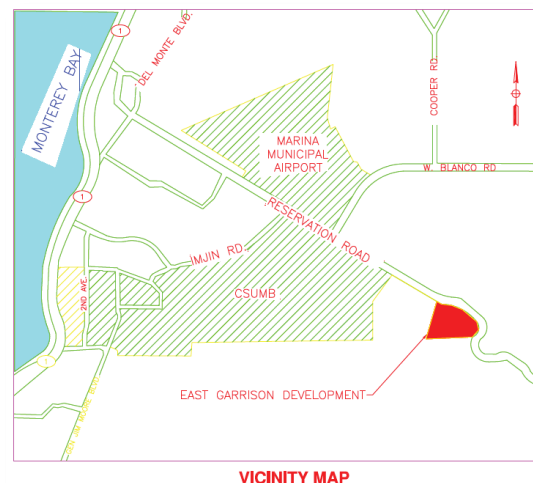 1
DEL MONTE BLVD.
MONTEREY BAY
COOPER RD.
MARINA
MUNICIPAL
AIRPORT
W. BLANCO RD
1
RESERVATION ROAD
IMJIN RD.
2ND AVE.
CSUMB
1
EAST GARRISON DEVELOPMENT
VICINITY MAP